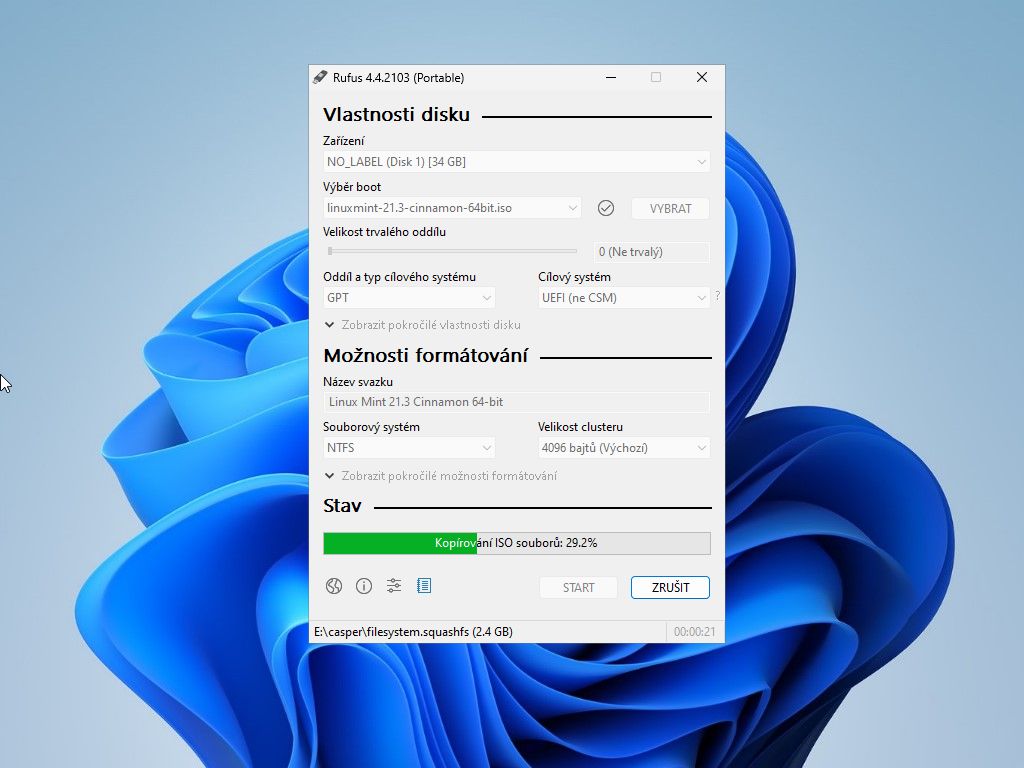 Rufus 4.4.2103 (Portable)
Vlastnosti disku
Zařízení
NO_LABEL (Disk 1) [34 GB]
Výběr boot
linuxmint-21.3-cinnamon-64bit.iso
VYBRAT
Velikost trvalého oddílu
0 (Ne trvalý)
Oddíl a typ cílového systému
Cílový systém
GPT
UEFI (ne CSM)
?
Zobrazit pokročilé vlastnosti disku
Možnosti formátování
Název svazku
Linux Mint 21.3 Cinnamon 64-bit
Souborový systém
Velikost clusteru
NTFS
4096 bajtů (Výchozí)
Zobrazit pokročilé možnosti formátování
Stav
Kopírování ISO souborů: 29.2%
START
ZRUŠIT
E:\casper\filesystem.squashfs (2.4 GB)
00:00:21